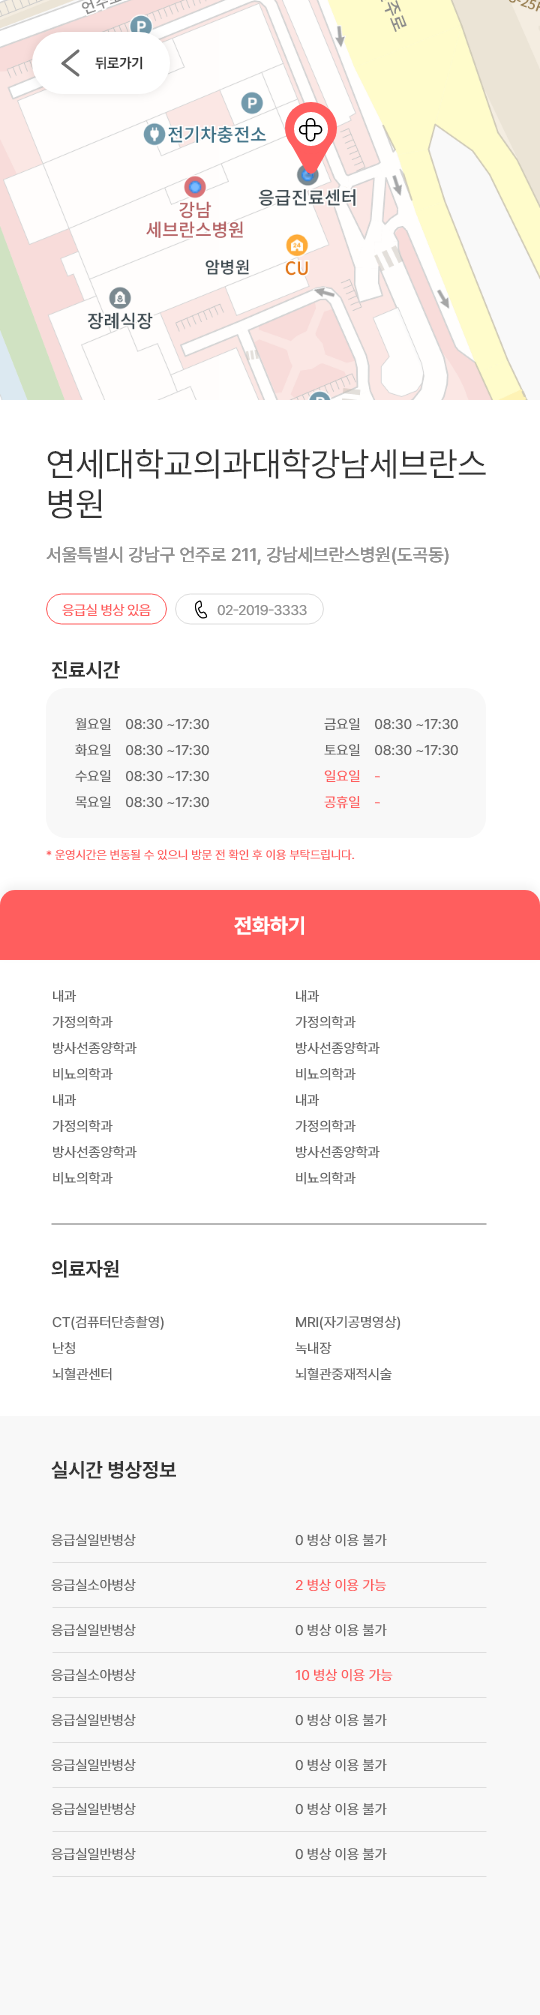 언주로
P
주로
뒤로가기
P
전기차충전소
응급진료센터
강남
세브란스병원
암병원
CU
장례식장
연세대학교의과대학강남세브란스
병원
서울특별시 강남구 언주로 211, 강남세브란스병원(도곡동)
응급실 병상 있음 02-2019-3333
진료시간
월요일 08:30 ~17:30 금요일 08:30 ~17:30
화요일 08:30 ~17:30 토요일 08:30 ~17:30
수요일 08:30 ~17:30 일요일 -
목요일 08:30 ~17:30 공휴일 -
* 운영시간은 변동될 수 있으니 방문 전 확인 후 이용 부탁드립니다.
전화하기
내과 내과
가정의학과 가정의학과
방사선종양학과 방사선종양학과
비뇨의학과 비뇨의학과
내과 내과
가정의학과 가정의학과
방사선종양학과 방사선종양학과
비뇨의학과 비뇨의학과
의료자원
CT(검퓨터단층촬영) MRI(자기공명영상)
난청 녹내장
뇌혈관센터 뇌혈관중재적시술
실시간 병상정보
응급실일반병상 0 병상 이용 불가
응급실소아병상 2 병상 이용 가능
응급실일반병상 0 병상 이용 불가
응급실소아병상 10 병상 이용 가능
응급실일반병상 0 병상 이용 불가
응급실일반병상 0 병상 이용 불가
응급실일반병상 0 병상 이용 불가
응급실일반병상 0 병상 이용 불가